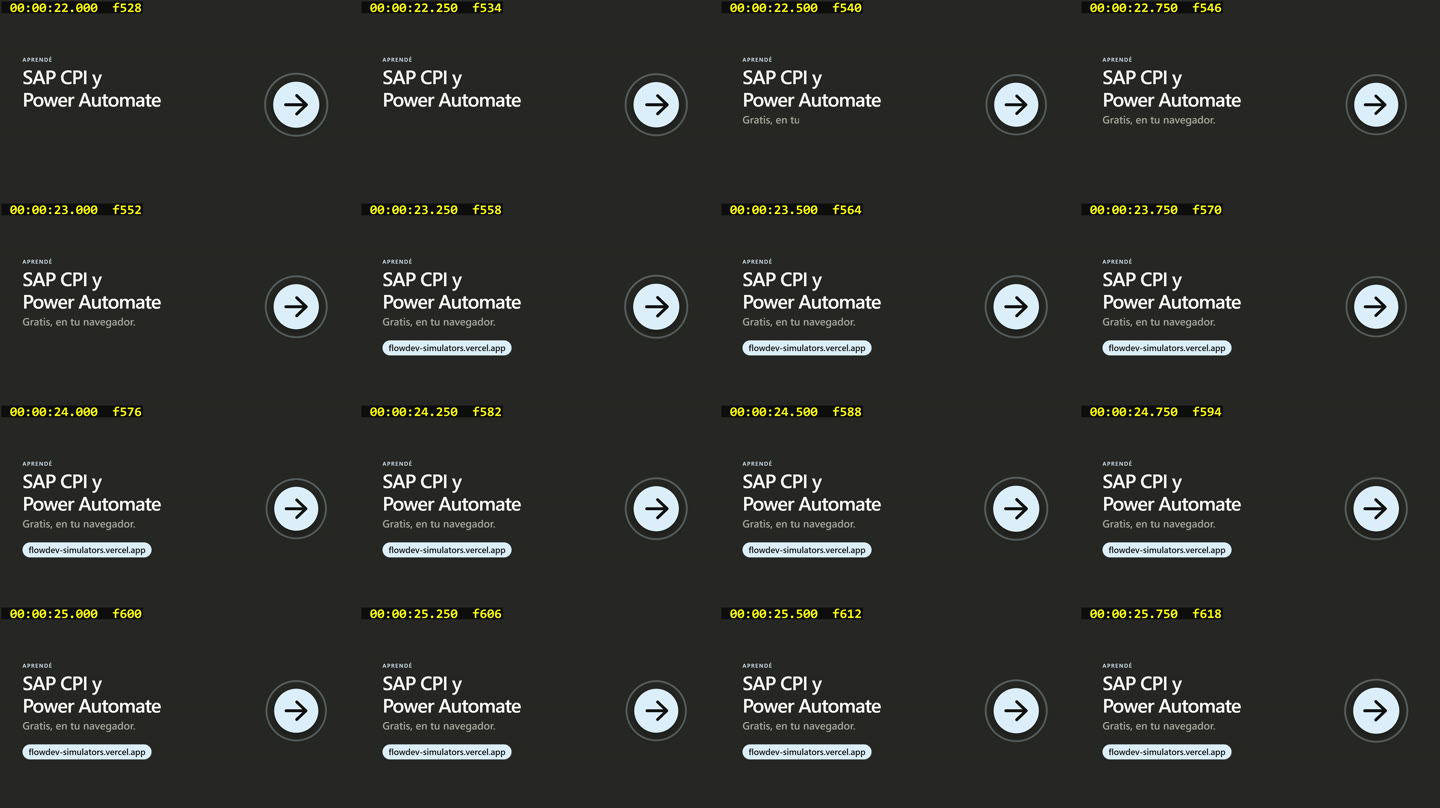 00:00:22.000 f528
APRENDÉ
SAP CPI y
Power Automate
00:00:22.250 f534
APRENDÉ
SAP CPI y
Power Automate
00:00:22.500 f540
APRENDÉ
SAP CPI y
Power Automate
Gratis, en tu
00:00:22.750 f546
APRENDÉ
SAP CPI y
Power Automate
Gratis, en tu navegador.
00:00:23.000 f552
APRENDÉ
SAP CPI y
Power Automate
Gratis, en tu navegador.
00:00:23.250 f558
APRENDÉ
SAP CPI y
Power Automate
Gratis, en tu navegador.
flowdev-simulators.vercel.app
00:00:23.500 f564
APRENDÉ
SAP CPI y
Power Automate
Gratis, en tu navegador.
flowdev-simulators.vercel.app
00:00:23.750 f570
APRENDÉ
SAP CPI y
Power Automate
Gratis, en tu navegador.
flowdev-simulators.vercel.app
00:00:24.000 f576
APRENDÉ
SAP CPI y
Power Automate
Gratis, en tu navegador.
flowdev-simulators.vercel.app
00:00:24.250 f582
APRENDÉ
SAP CPI y
Power Automate
Gratis, en tu navegador.
flowdev-simulators.vercel.app
00:00:24.500 f588
APRENDÉ
SAP CPI y
Power Automate
Gratis, en tu navegador.
flowdev-simulators.vercel.app
00:00:24.750 f594
APRENDÉ
SAP CPI y
Power Automate
Gratis, en tu navegador.
flowdev-simulators.vercel.app
00:00:25.000 f600
APRENDÉ
SAP CPI y
Power Automate
Gratis, en tu navegador.
flowdev-simulators.vercel.app
00:00:25.250 f606
APRENDÉ
SAP CPI y
Power Automate
Gratis, en tu navegador.
flowdev-simulators.vercel.app
00:00:25.500 f612
APRENDÉ
SAP CPI y
Power Automate
Gratis, en tu navegador.
flowdev-simulators.vercel.app
00:00:25.750 f618
APRENDÉ
SAP CPI y
Power Automate
Gratis, en tu navegador.
flowdev-simulators.vercel.app